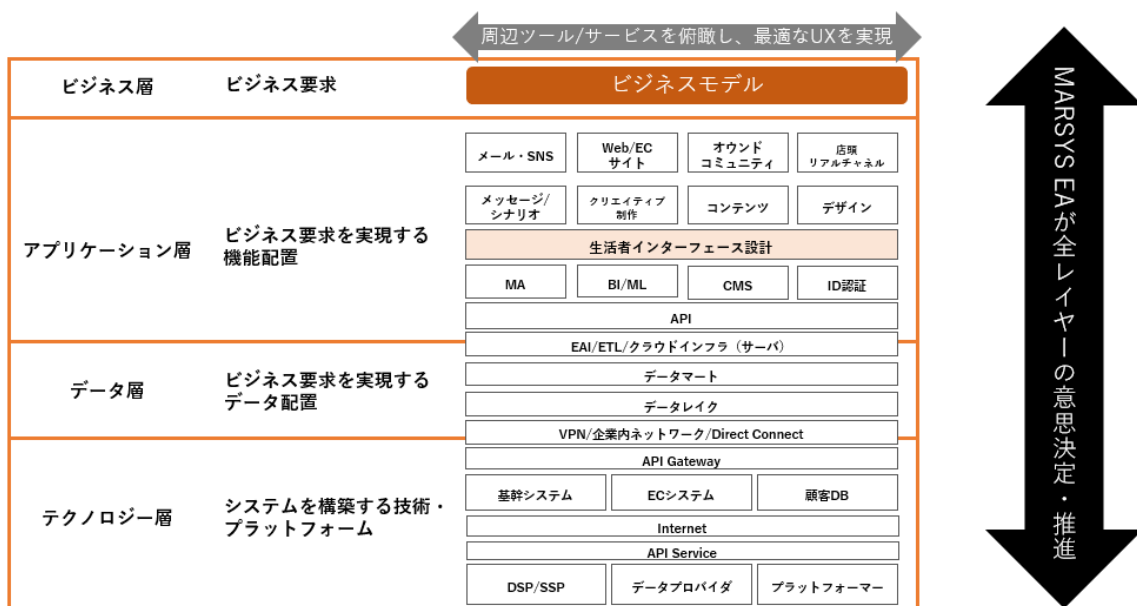 周辺ツール/サービスを俯瞰し、最適なUXを実現
ビジネス層
ビジネス要求
ビジネスモデル
メール・SNS
Web/EC
サイト
オウンド
コミュニティ
店頭
リアルチャネル
メッセージ/
シナリオ
クリエイティブ
制作
コンテンツ
デザイン
アプリケーション層
ビジネス要求を実現する
機能配置
生活者インターフェース設計
MA
BI/ML
CMS
ID認証
API
EAI/ETL/クラウドインフラ（サーバ）
データ層
ビジネス要求を実現する
データ配置
データマート
データレイク
VPN/企業内ネットワーク/Direct Connect
API Gateway
テクノロジー層
システムを構築する技術・
プラットフォーム
基幹システム
ECシステム
顧客DB
Internet
API Service
DSP/SSP
データプロバイダ
プラットフォーマー
MARSYS EAが全レイヤーの意思決定・推進